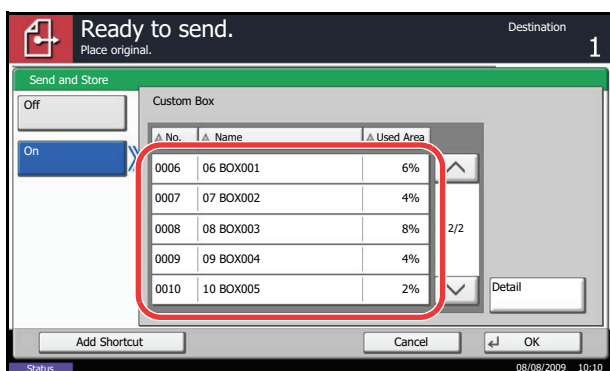 Ready to send.
Destination
Place original.
1
Send and Store
Off
Custom Box
No. Name Used Area
On
0006 06 BOX001 6%
0007 07 BOX002 4%
0008 08 BOX003 8%
2/2
0009 09 BOX004 4%
0010 10 BOX005 2%
Detail
Add Shortcut
Cancel
OK
Status
08/08/2009 10:10